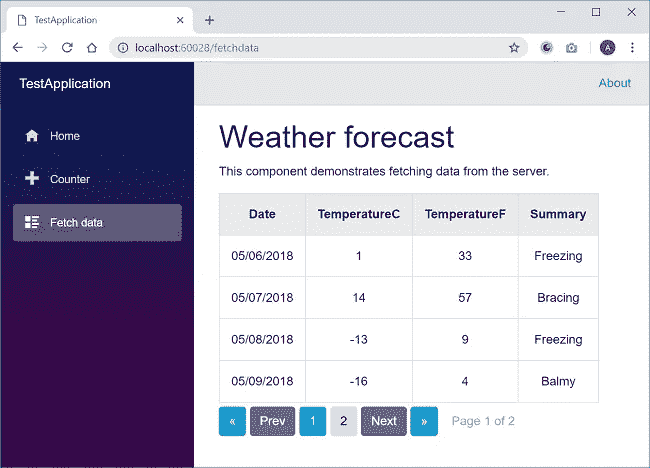 TestApplication
localhost:60028/fetchdata
A
TestApplication
About
Home
Counter
Fetch data
Weather forecast
This component demonstrates fetching data from the server.
Date TemperatureC TemperatureF Summary
05/06/2018 1 33 Freezing
05/07/2018 14 57 Bracing
05/08/2018 -13 9 Freezing
05/09/2018 -16 4 Balmy
« Prev 1 2 Next » Page 1 of 2